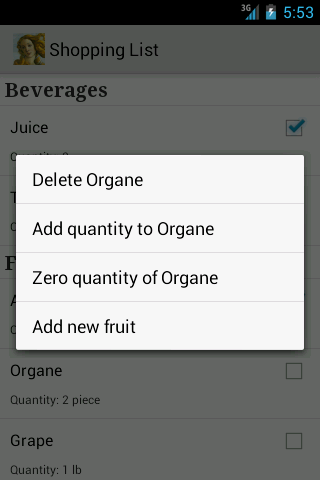 3G 5:53
Shopping List
Beverages
Juice
Delete Organe
Add quantity to Organe
Zero quantity of Organe
Add new fruit
Organe
Quantity: 2 piece
Grape
Quantity: 1 lb